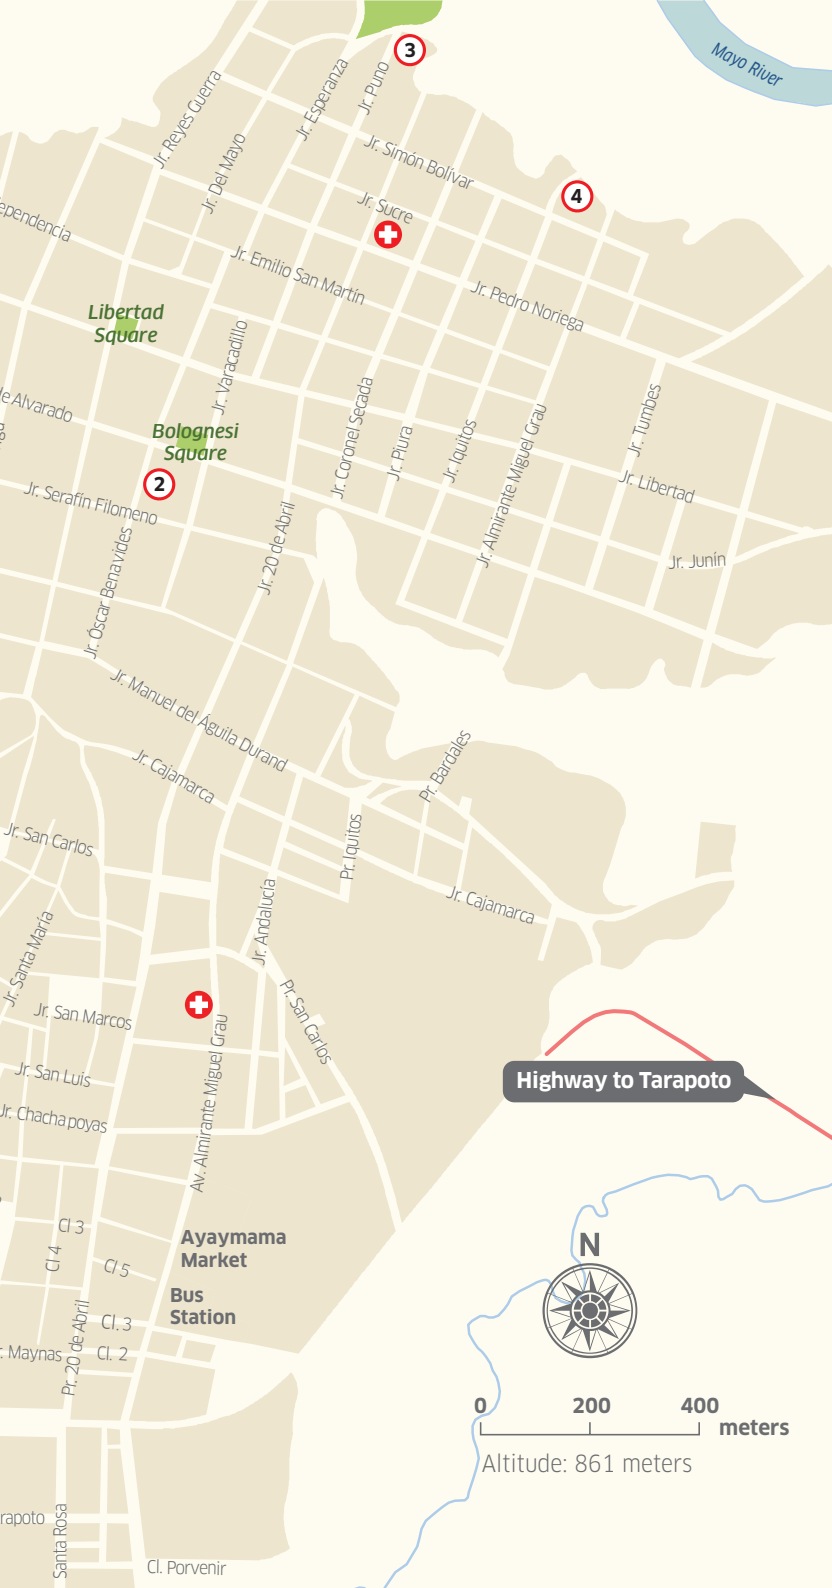 3
Mayo River
Jr. Puno
Jr. Esperanza
Jr. Reyes Guerra
Jr. Del Mayo
Jr. Simón Bolívar
4
Jr. Sucre
ependencia
Jr. Emilio San Martín
Jr. Pedro Noriega
Libertad
Square
Jr. Varacadillo
de Alvarado
Jr. Coronel Secada
Jr. Piura
Jr. Iquitos
Jr. Almirante Miguel Grau
Jr. Tumbes
Bolognesi
Square
2
Jr. Serafín Filomeno
Jr. Libertad
Jr. 20 de Abril
Jr. Junín
Jr. Óscar Benavides
Jr. Manuel del Águila Durand
Jr. Cajamarca
Pr. Bardales
Jr. San Carlos
Pr. Iquitos
Jr. Cajamarca
Jr. Andalucía
Jr. Santa María
Pr. San Carlos
Jr. San Marcos
Jr. San Luis
Highway to Tarapoto
Jr. Chachapoyas
Av. Almirante Miguel Grau
Cl 3
Cl 4
Cl 5
Ayaymama
Market
N
Bus
Station
Cl. 3
Pr. 20 de Abril
r. Maynas
Cl. 2
0 200 400
meters
Altitude: 861 meters
rapoto
Santa Rosa
Cl. Porvenir